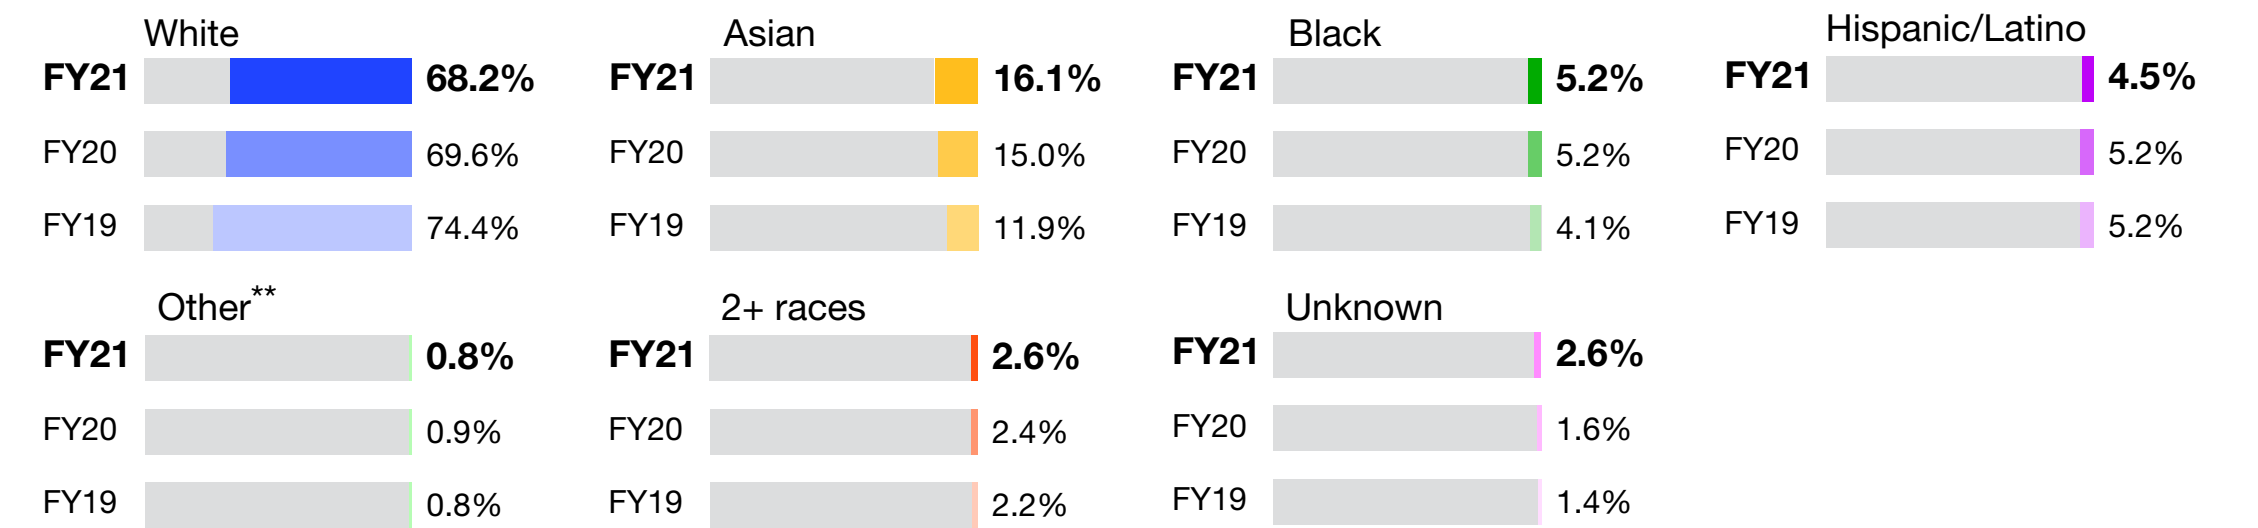 White
FY21 68.2%
FY20 69.6%
FY19 74.4%
Asian
FY21 16.1%
FY20 15.0%
FY19 11.9%
Black
FY21 5.2%
FY20 5.2%
FY19 4.1%
Hispanic/Latino
FY21 4.5%
FY20 5.2%
FY19 5.2%
Other**
FY21 0.8%
FY20 0.9%
FY19 0.8%
2+ races
FY21 2.6%
FY20 2.4%
FY19 2.2%
Unknown
FY21 2.6%
FY20 1.6%
FY19 1.4%